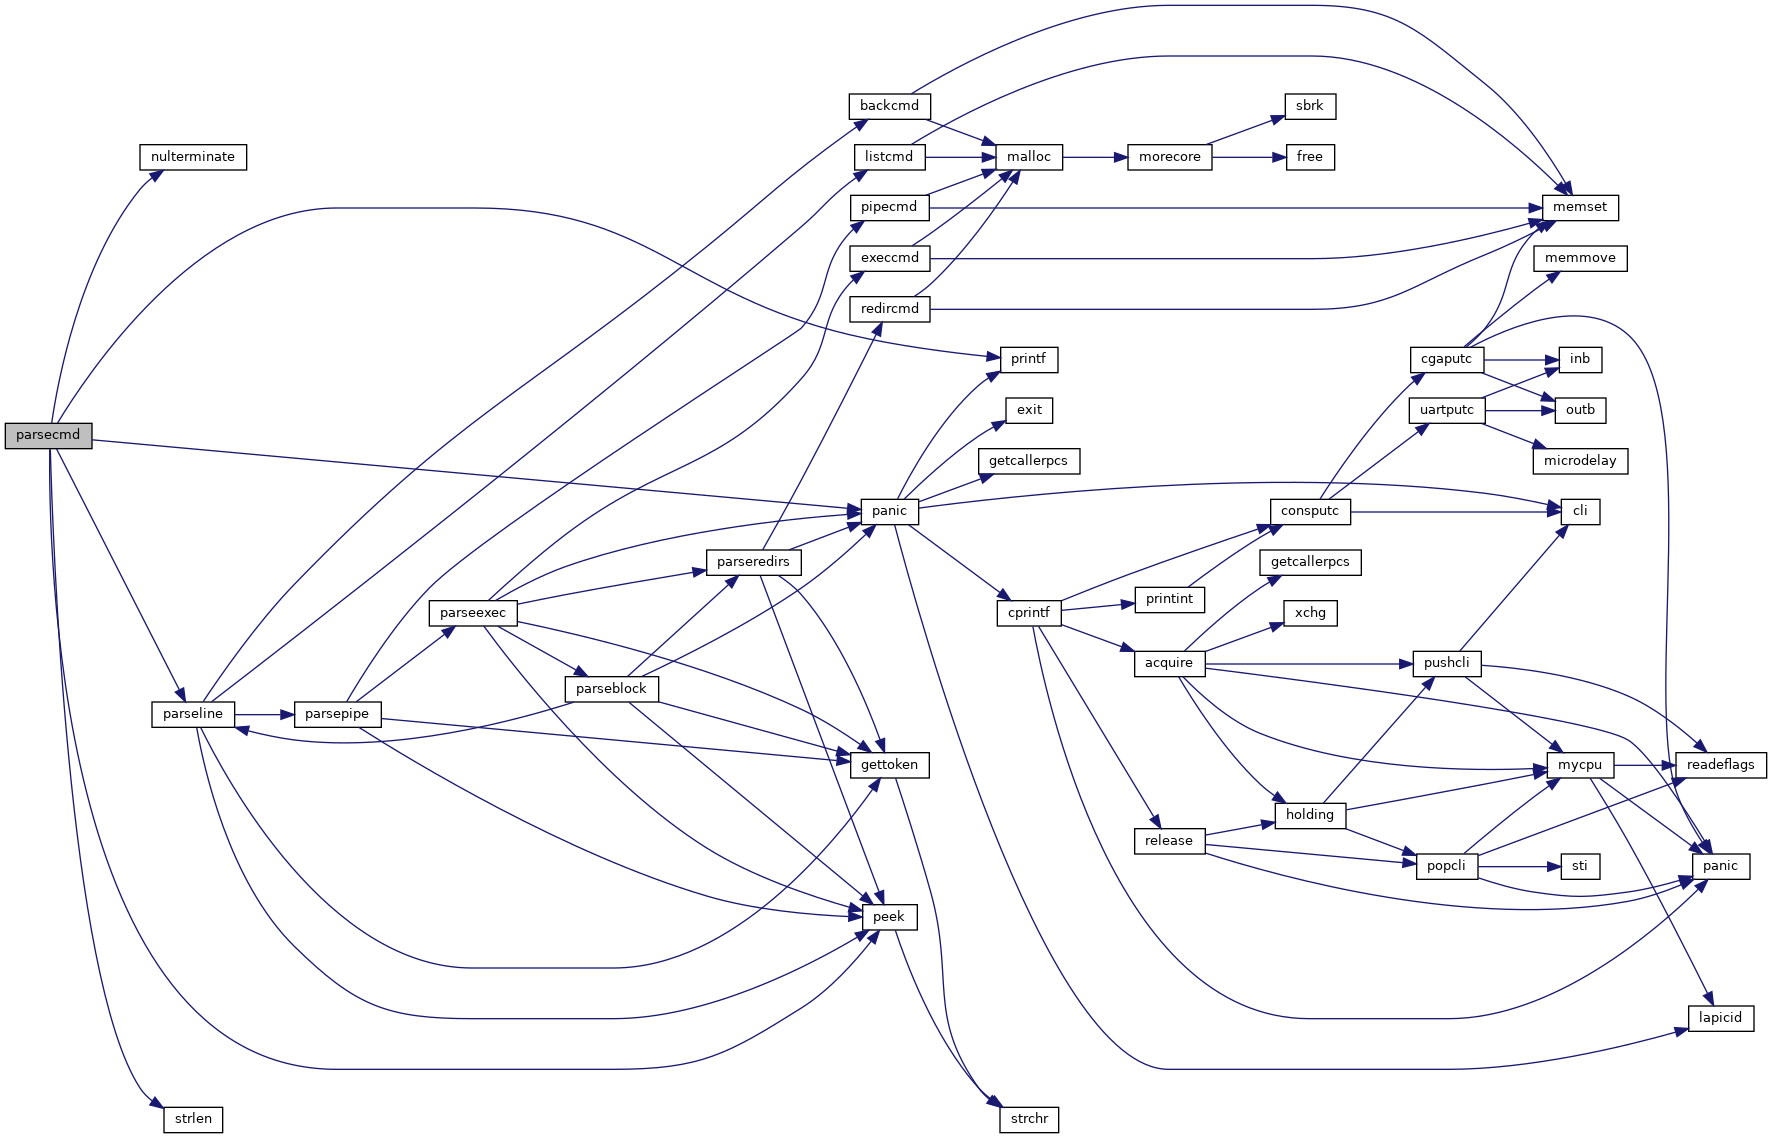 parsecmd
nulterminate
parseline
strlen
parsepipe
parseexec
parseblock
parseredirs
backcmd
listcmd
pipecmd
execcmd
redircmd
panic
gettoken
peek
malloc
printf
exit
getcallerpcs
cprintf
strchr
morecore
printint
acquire
release
sbrk
free
consputc
getcallerpcs
xchg
holding
cgaputc
uartputc
pushcli
popcli
memset
memmove
inb
outb
microdelay
cli
mycpu
sti
readeflags
panic
lapicid